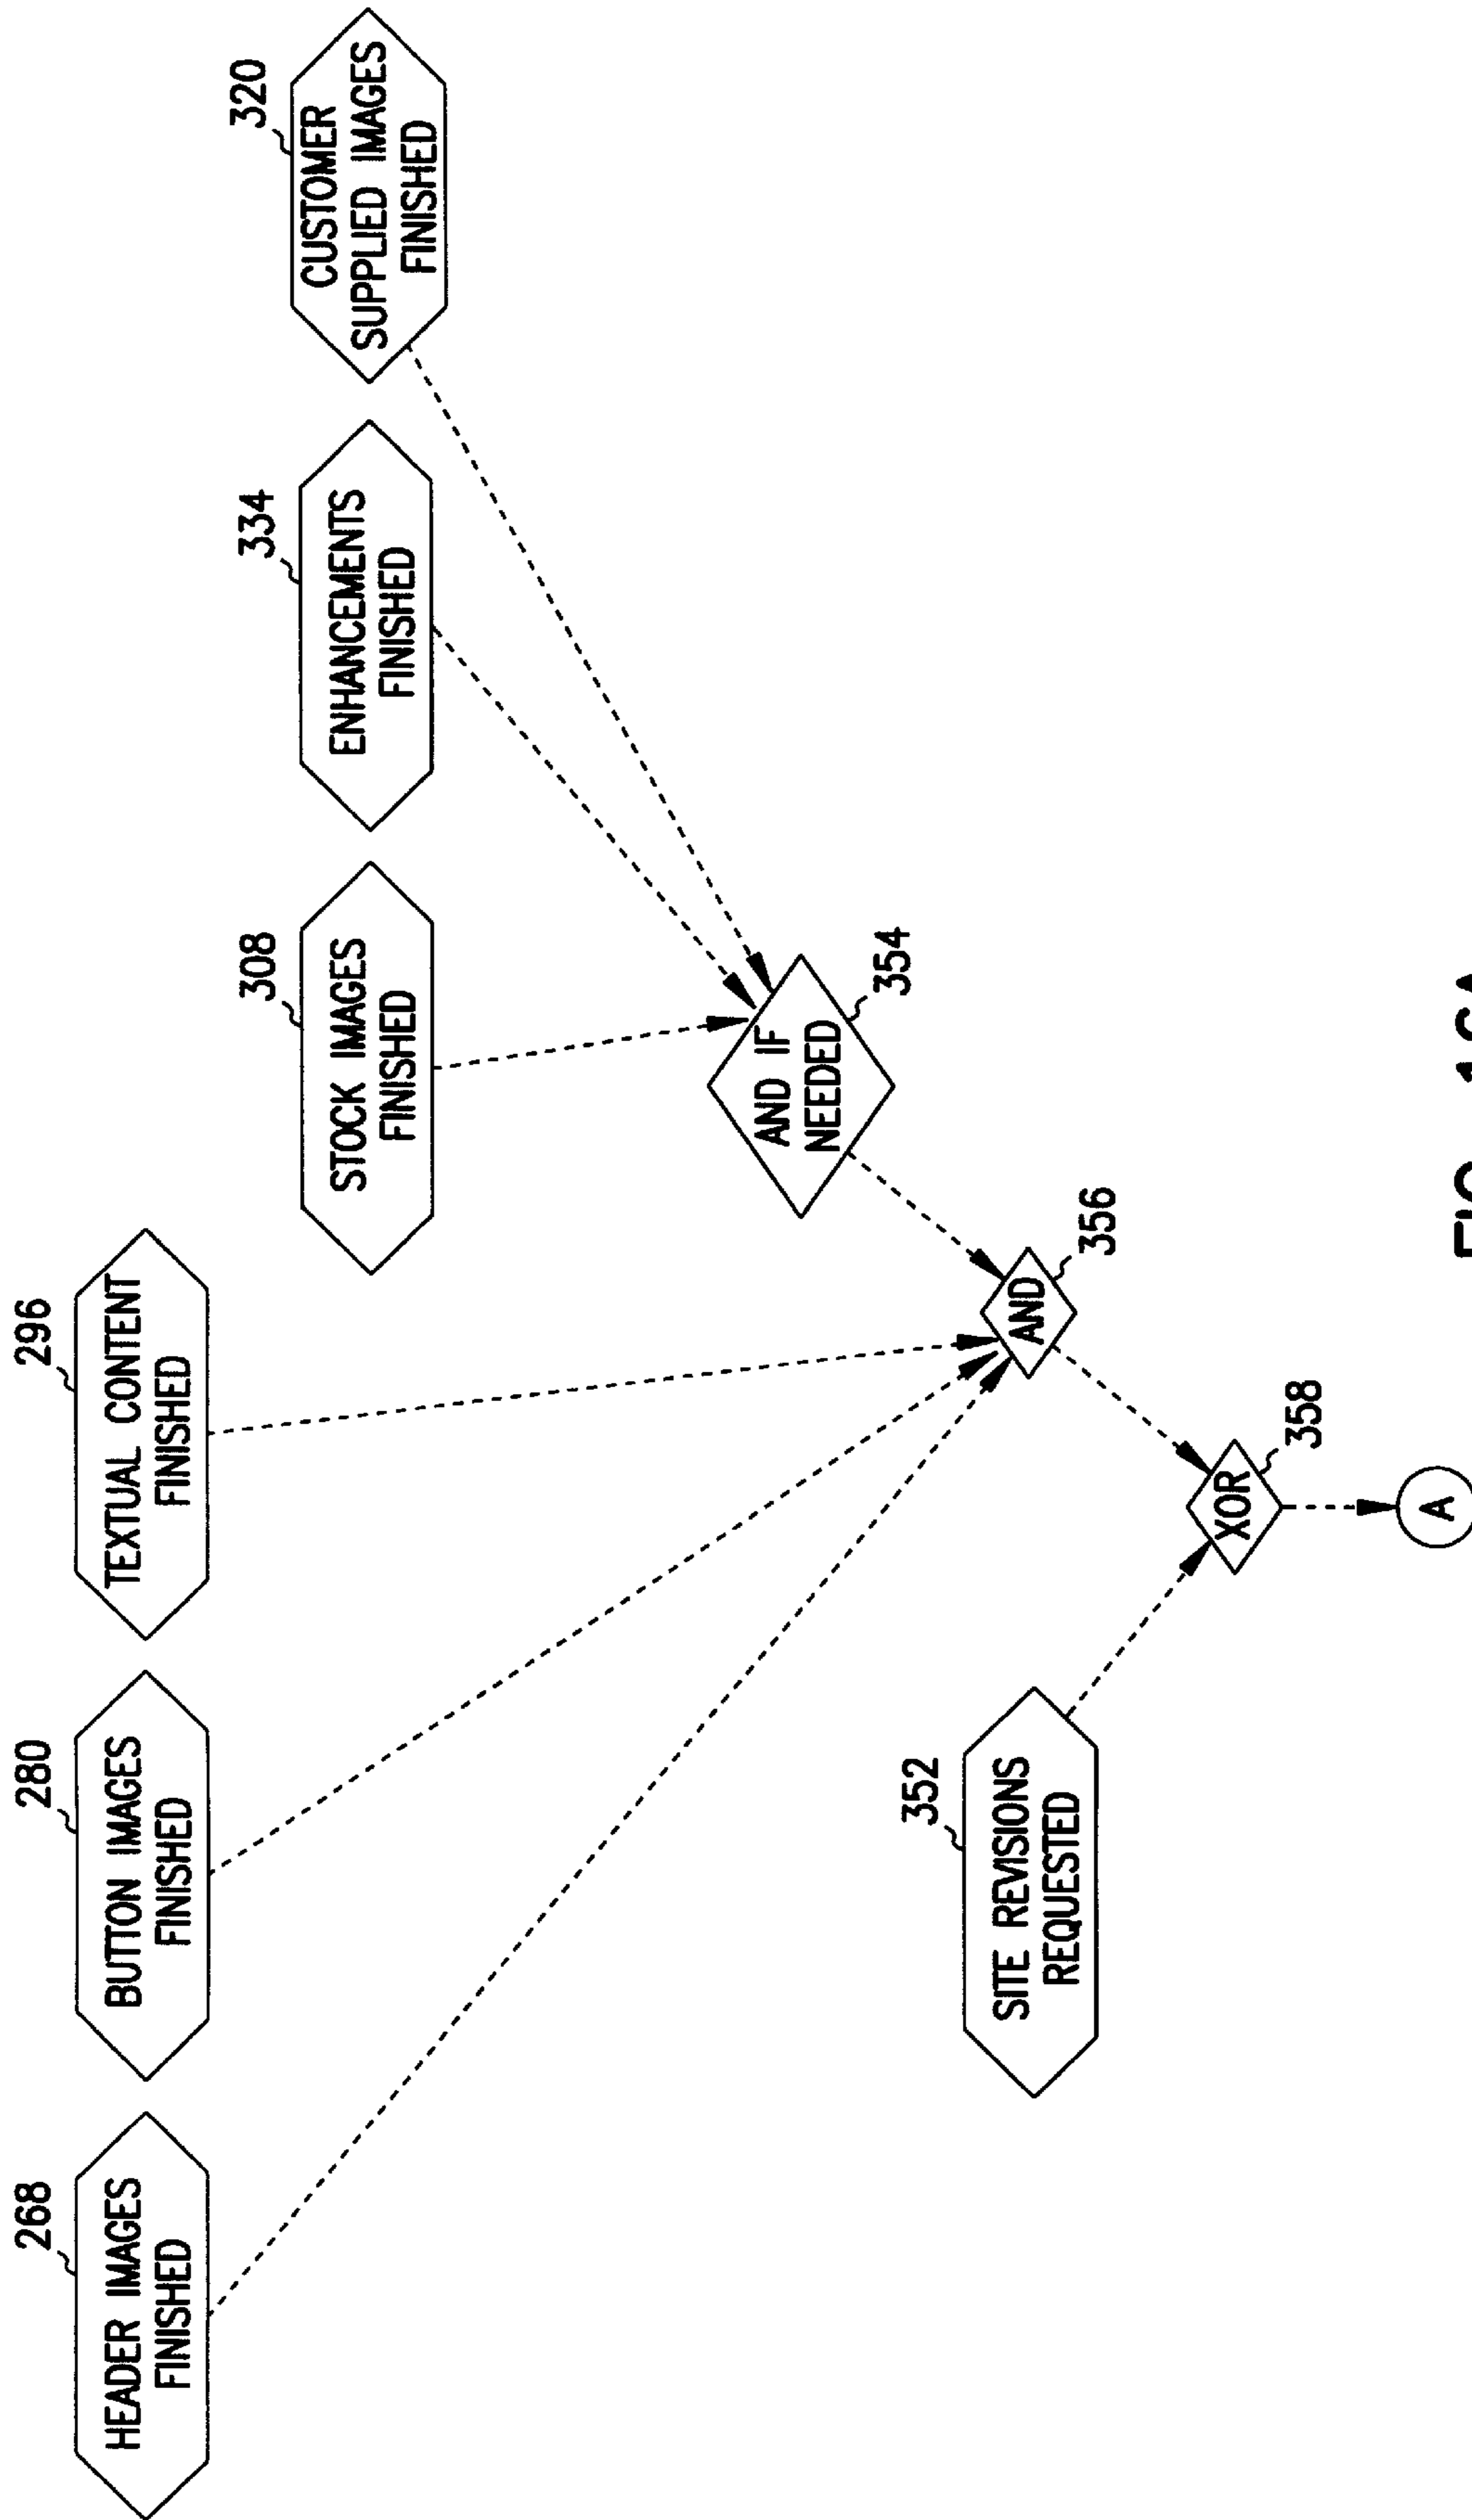 268
HEADER IMAGES
FINISHED
280
BUTTON IMAGES
FINISHED
296
TEXTUAL CONTENT
FINISHED
308
STOCK IMAGES
FINISHED
334
ENHANCEMENTS
FINISHED
320
CUSTOMER
SUPPLIED IMAGES
FINISHED
AND IF
NEEDED
354
352
SITE REVISIONS
REQUESTED
AND
356
XOR
358
A
FIG.